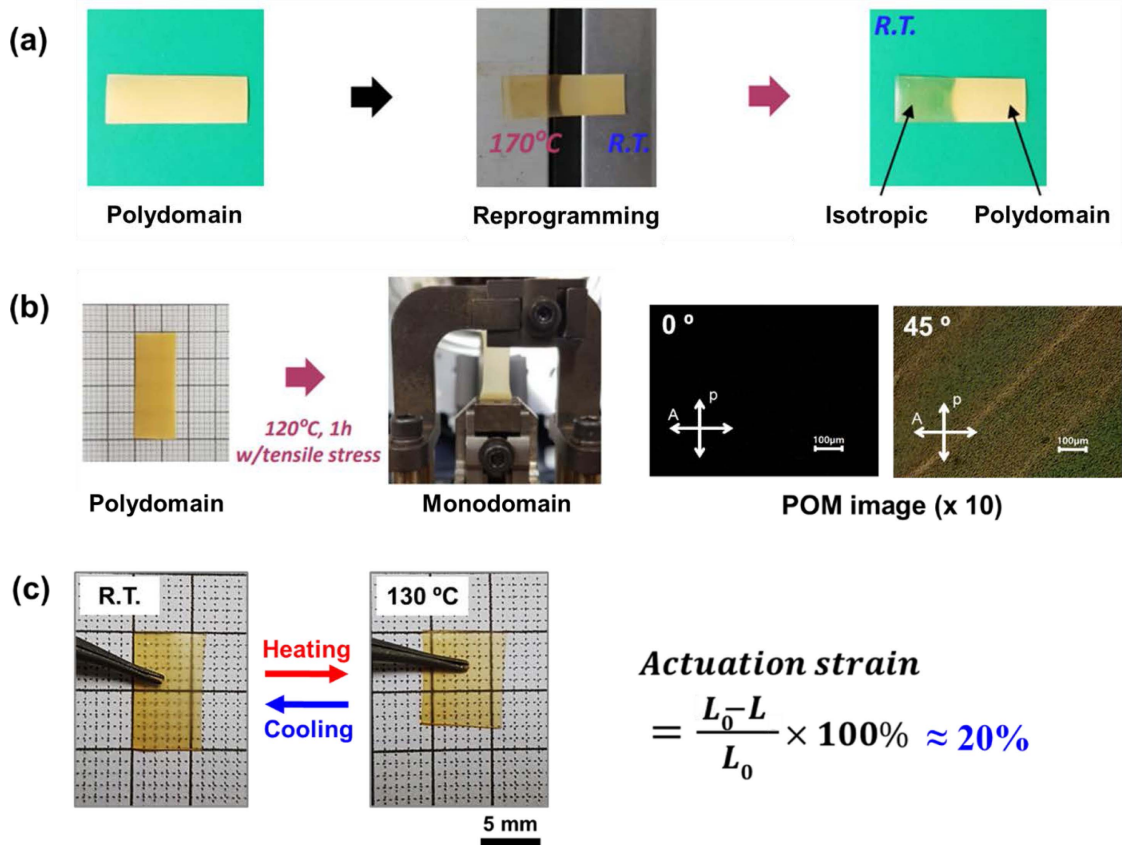 (a)
170°C
R.T.
R.T.
Polydomain
Reprogramming
Isotropic
Polydomain
(b)
120°C, 1h
w/tensile stress
0 º
A
p
100µm
45 º
A
p
100µm
Polydomain
Monodomain
POM image (x 10)
(c)
R.T.
Heating
Cooling
130 ºC
5 mm
Actuation strain
= L₀−L / L₀ × 100% ≈ 20%